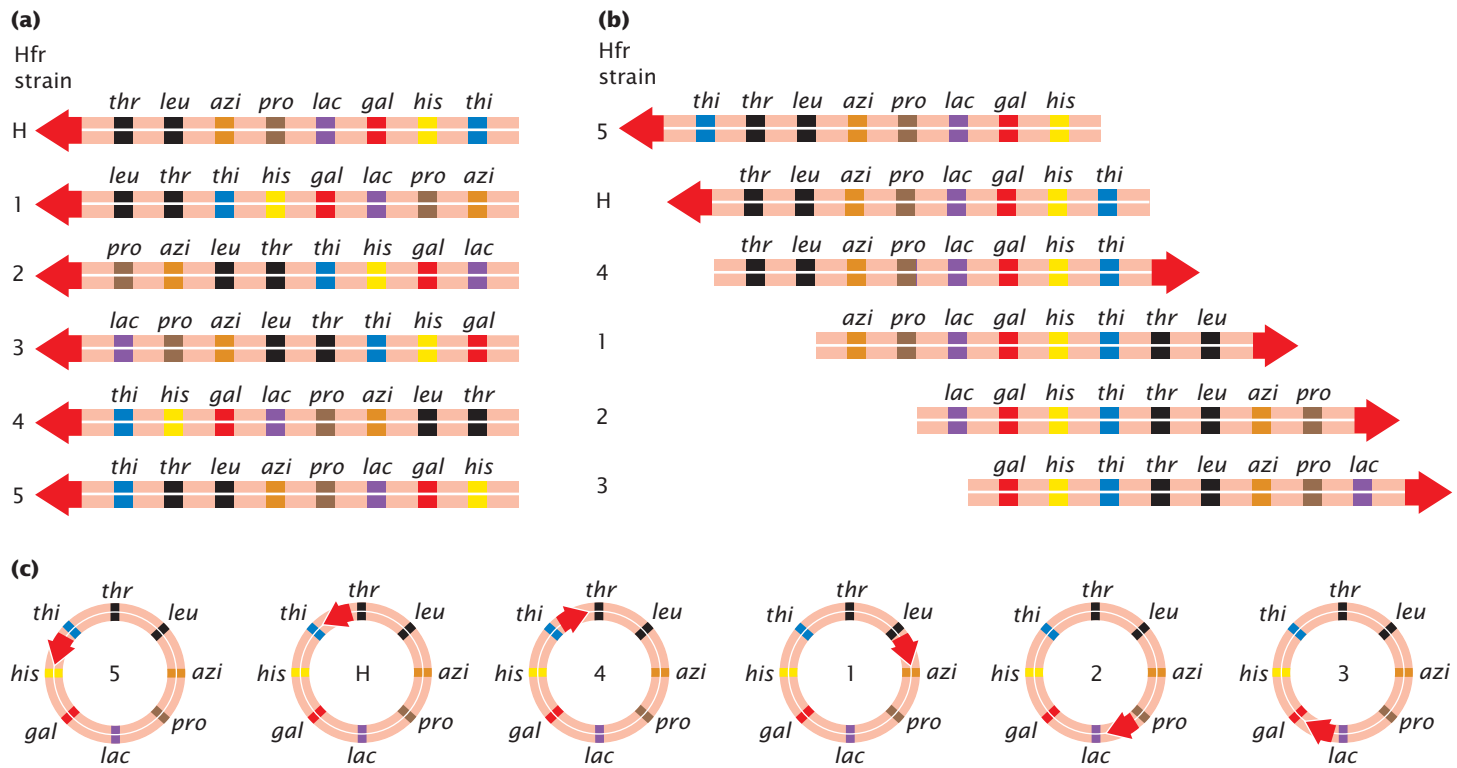 (a)
Hfr
strain
thr leu azi pro lac gal his thi
H
leu thr thi his gal lac pro azi
1
pro azi leu thr thi his gal lac
2
lac pro azi leu thr thi his gal
3
thi his gal lac pro azi leu thr
4
thi thr leu azi pro lac gal his
5
(b)
Hfr
strain
thi thr leu azi pro lac gal his
5
thr leu azi pro lac gal his thi
H
thr leu azi pro lac gal his thi
4
azi pro lac gal his thi thr leu
1
lac gal his thi thr leu azi pro
2
gal his thi thr leu azi pro lac
3
(c)
thr
thi leu
his 5 azi
gal pro
lac
thr
thi leu
his H azi
gal pro
lac
thr
thi leu
his 4 azi
gal pro
lac
thr
thi leu
his 1 azi
gal pro
lac
thr
thi leu
his 2 azi
gal pro
lac
thr
thi leu
his 3 azi
gal pro
lac